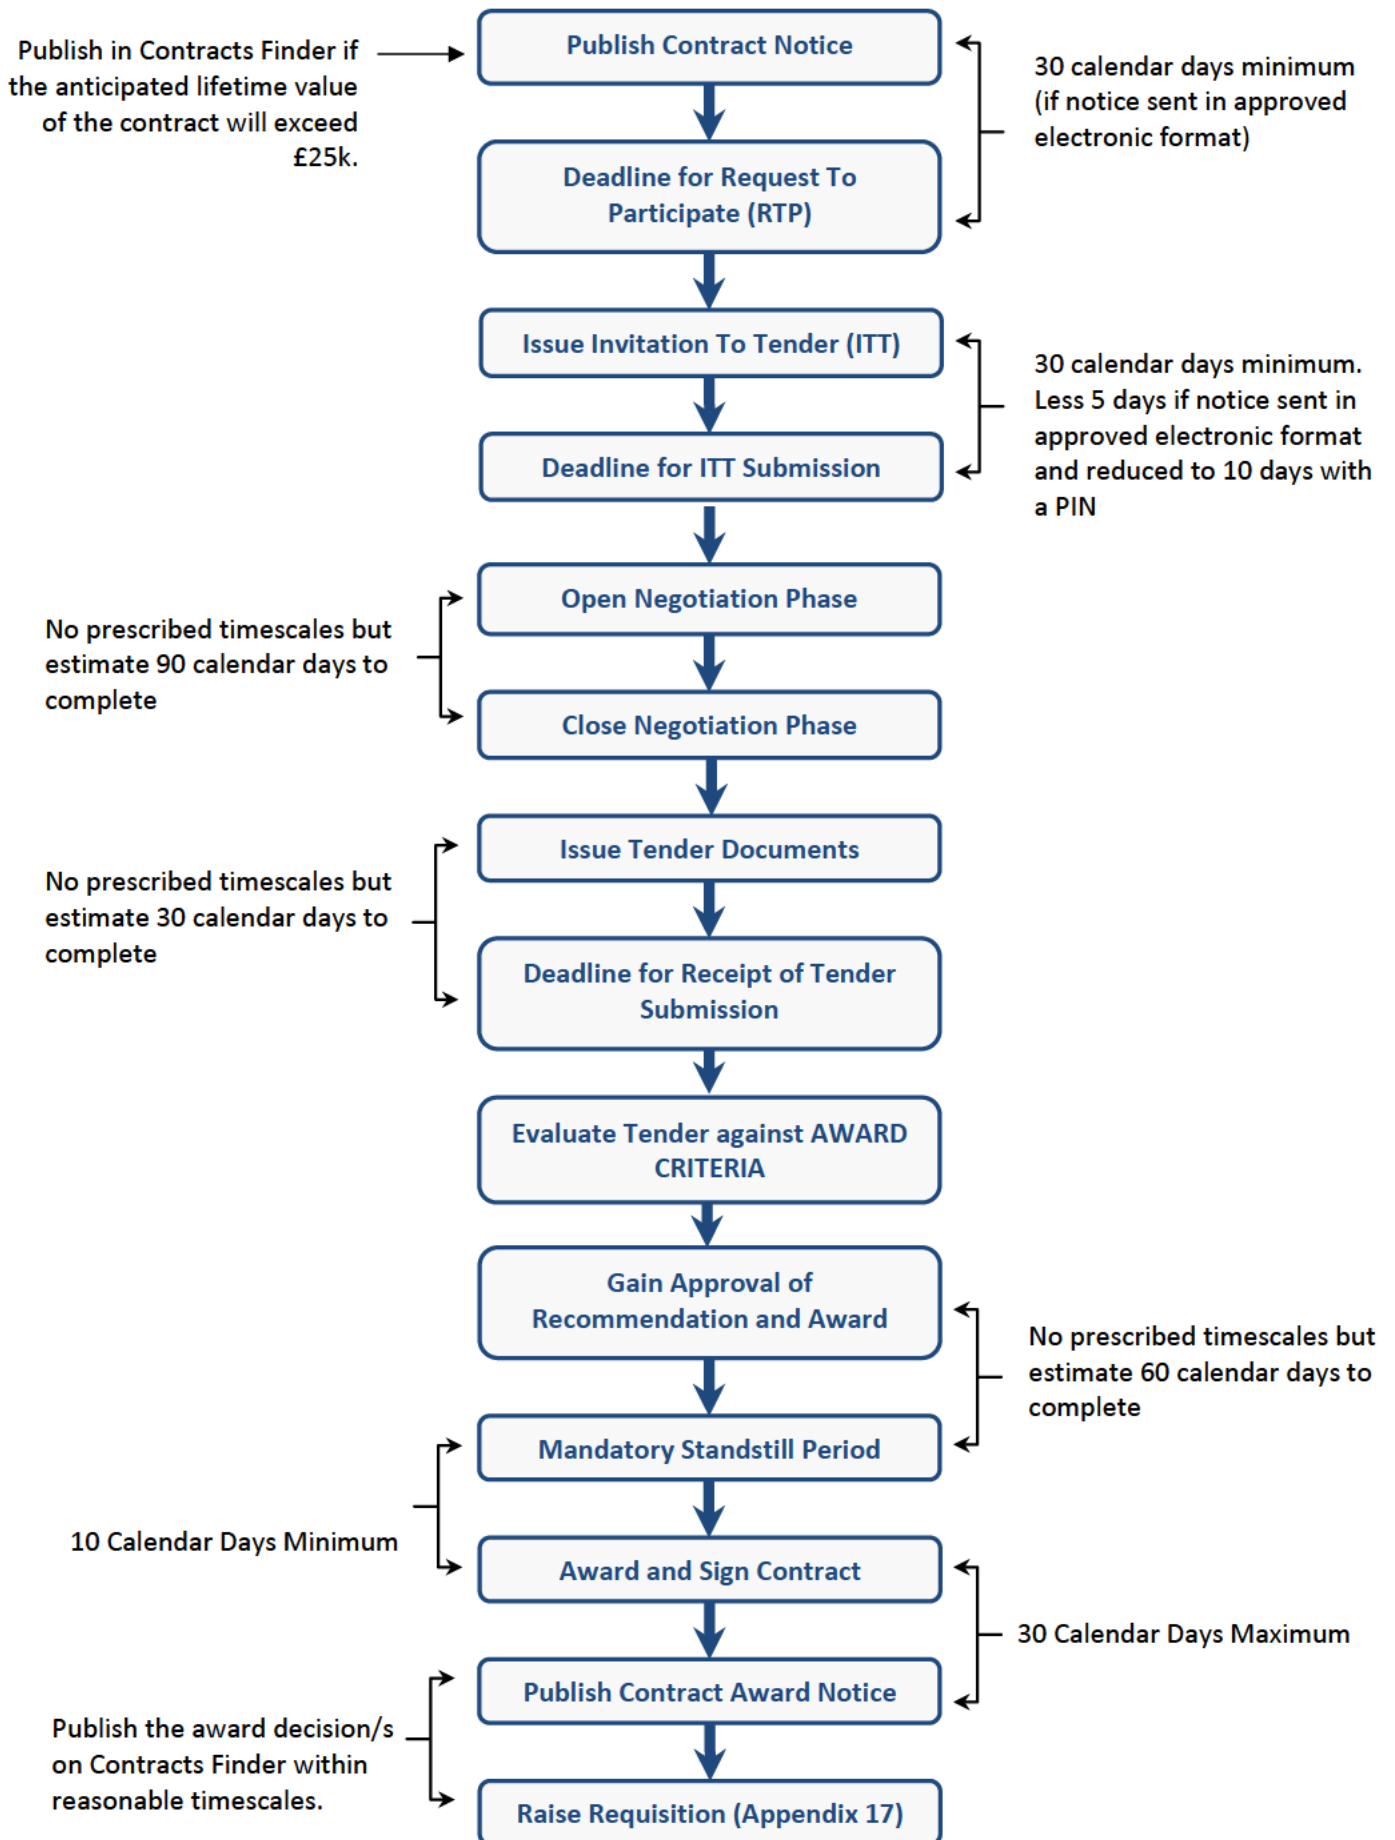 Publish in Contracts Finder if
the anticipated lifetime value
of the contract will exceed
£25k.
Publish Contract Notice
30 calendar days minimum
(if notice sent in approved
electronic format)
Deadline for Request To
Participate (RTP)
Issue Invitation To Tender (ITT)
30 calendar days minimum.
Less 5 days if notice sent in
approved electronic format
and reduced to 10 days with
a PIN
Deadline for ITT Submission
Open Negotiation Phase
No prescribed timescales but
estimate 90 calendar days to
complete
Close Negotiation Phase
Issue Tender Documents
No prescribed timescales but
estimate 30 calendar days to
complete
Deadline for Receipt of Tender
Submission
Evaluate Tender against AWARD
CRITERIA
Gain Approval of
Recommendation and Award
No prescribed timescales but
estimate 60 calendar days to
complete
Mandatory Standstill Period
10 Calendar Days Minimum
Award and Sign Contract
30 Calendar Days Maximum
Publish Contract Award Notice
Publish the award decision/s
on Contracts Finder within
reasonable timescales.
Raise Requisition (Appendix 17)